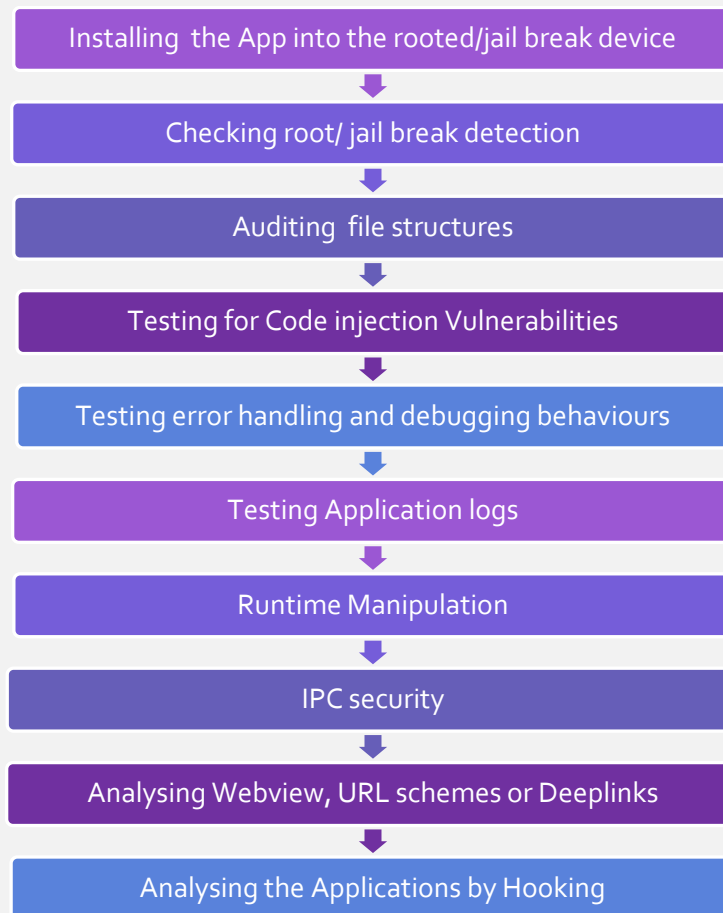 Installing  the App into the rooted/jail break device
Checking root/ jail break detection
Auditing  file structures
Testing for Code injection Vulnerabilities
Testing error handling and debugging behaviours
Testing Application logs
Runtime Manipulation
IPC security
Analysing Webview, URL schemes or Deeplinks
Analysing the Applications by Hooking